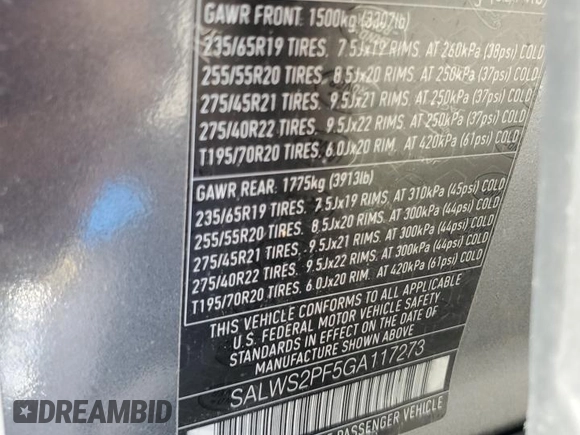 GAWR FRONT 1500kg (3307lb)
235/65R19 TIRES. 7.5Jx19 RIMS. AT 260kPa (38psi) COLD
255/55R20 TIRES. 8.5Jx20 RIMS. AT 250kPa (37psi) COLD
275/45R21 TIRES. 9.5Jx21 RIMS. AT 250kPa (37psi) COLD
275/40R22 TIRES. 9.5Jx22 RIMS. AT 250kPa (37psi) COLD
T195/70R20 TIRES. 6.0Jx20 RIMS. AT 420kPa (61psi) COLD
GAWR REAR: 1775kg (3913lb)
235/65R19 TIRES. 7.5Jx19 RIMS. AT 310kPa (45psi) COLD
255/55R20 TIRES. 8.5Jx20 RIMS. AT 300kPa (44psi) COLD
275/45R21 TIRES. 9.5Jx21 RIMS. AT 300kPa (44psi) COLD
275/40R22 TIRES. 9.5Jx22 RIMS. AT 300kPa (44psi) COLD
T195/70R20 TIRES. 6.0Jx20 RIM. AT 420kPa (61psi) COLD
THIS VEHICLE CONFORMS TO ALL APPLICABLE
U.S. FEDERAL MOTOR VEHICLE SAFETY
STANDARDS IN EFFECT ON THE DATE OF
MANUFACTURE SHOWN ABOVE
SALWS2PF5GA117273
PASSENGER VEHICLE
CARDEALS.COM